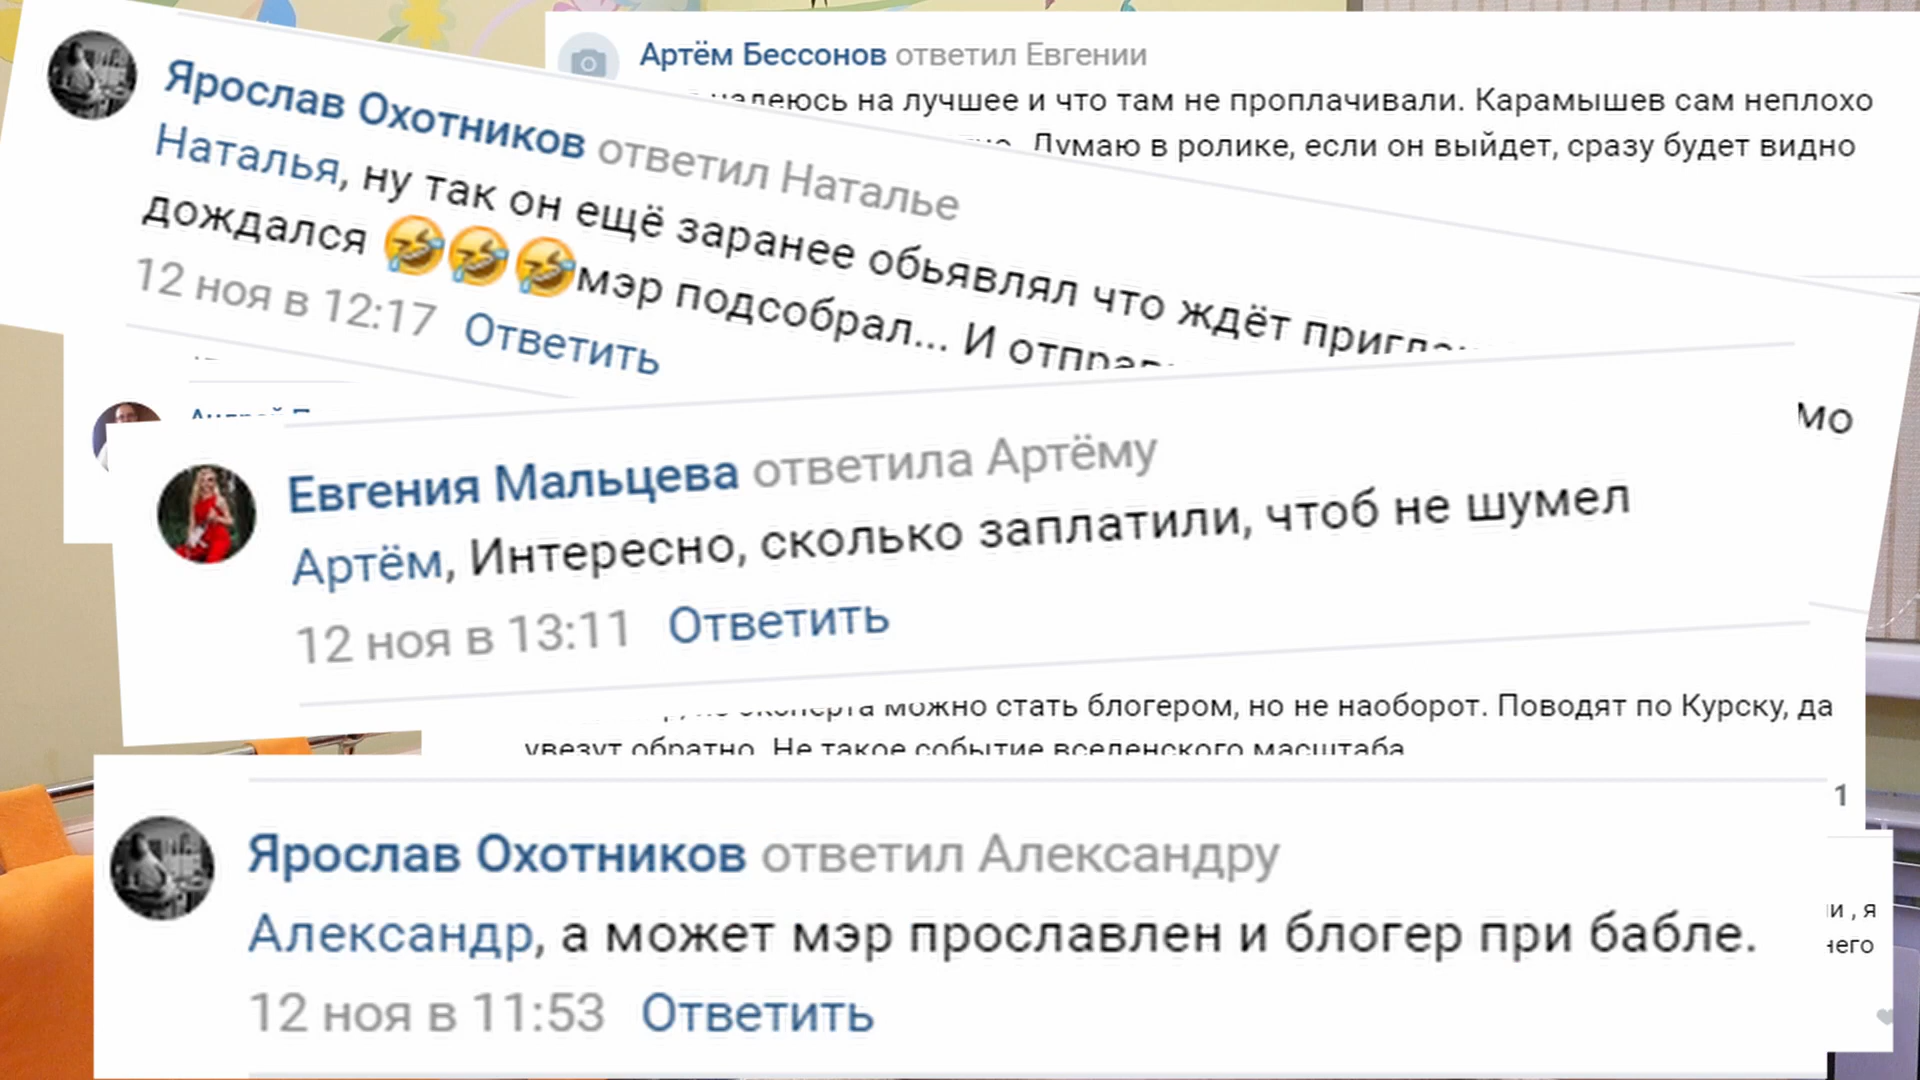 Артём Бессонов ответил Евгении
надеюсь на лучшее и что там не проплачивали. Карамышев сам неплохо
Думаю в ролике, если он выйдет, сразу будет видно
Ярослав Охотников ответил Наталье
Наталья, ну так он ещё заранее обьявлял что ждёт
дождался 🤣🤣🤣мэр подсобрал... И
12 ноя в 12:17 Ответить
мо
Евгения Мальцева ответила Артёму
Артём, Интересно, сколько заплатили, чтоб не шумел
12 ноя в 13:11 Ответить
можно стать блогером, но не наоборот. Поводят по Курску, да
увезут обратно. Не такое событие вселенского масштаба
1
Ярослав Охотников ответил Александру
Александр, а может мэр прославлен и блогер при бабле.
и , я
него
12 ноя в 11:53 Ответить